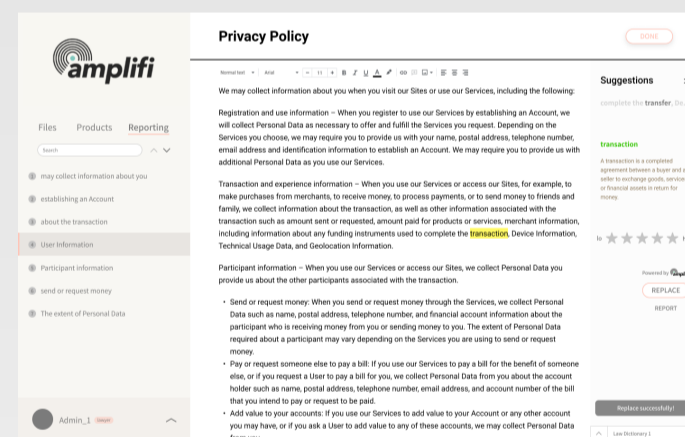 amplifi
Files Products Reporting
Search
may collect information about you
establishing an Account
about the transaction
User Information
Participant information
send or request money
The extent of Personal Data
Admin_1
Privacy Policy
DONE
Normal text Arial 11 B I U A
We may collect information about you when you visit our Sites or use our Services, including the following:
Registration and use information – When you register to use our Services by establishing an Account, we
will collect Personal Data as necessary to offer and fulfill the Services you request. Depending on the
Services you choose, we may require you to provide us with your name, postal address, telephone number,
email address and identification information to establish an Account. We may require you to provide us with
additional Personal Data as you use our Services.
Transaction and experience information – When you use our Services or access our Sites, for example, to
make purchases from merchants, to receive money, to process payments, or to send money to friends and
family, we collect information about the transaction, as well as other information associated with the
transaction such as amount sent or requested, amount paid for products or services, merchant information,
including information about any funding instruments used to complete the transaction, Device Information,
Technical Usage Data, and Geolocation Information.
Participant information – When you use our Services or access our Sites, we collect Personal Data you
provide us about the other participants associated with the transaction.
• Send or request money: When you send or request money through the Services, we collect Personal
Data such as name, postal address, telephone number, and financial account information about the
participant who is receiving money from you or sending money to you. The extent of Personal Data
required about a participant may vary depending on the Services you are using to send or request
money.
• Pay or request someone else to pay a bill: If you use our Services to pay a bill for the benefit of someone
else, or if you request a User to pay a bill for you, we collect Personal Data from you about the account
holder such as name, postal address, telephone number, email address, and account number of the bill
that you intend to pay or request to be paid.
• Add value to your accounts: If you use our Services to add value to your Account or any other account
you may have, or if you ask a User to add value to any of these accounts, we may collect Personal Data
Suggestions
complete the transfer, De
transaction
A transaction is a completed
agreement between a buyer and a
seller to exchange goods, service
or financial assets in return for
money.
lo
Powered by ampli
REPLACE
REPORT
Replace successfully!
Law Dictionary 1